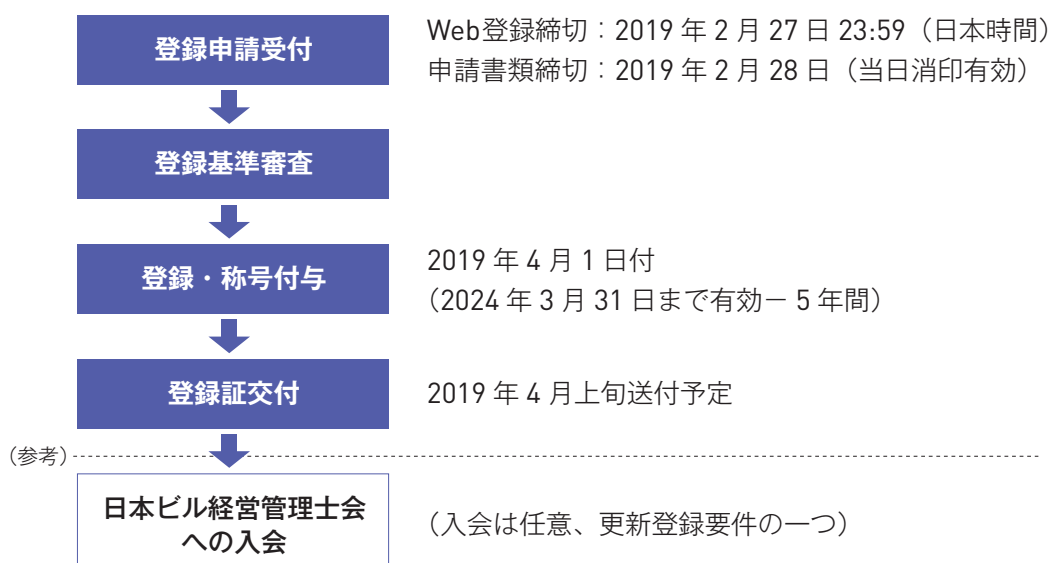 登録申請受付
Web登録締切：2019 年 2 月 27 日 23:59（日本時間）
申請書類締切：2019 年 2 月 28 日（当日消印有効）
登録基準審査
登録・称号付与
2019 年 4 月 1 日付
（2024 年 3 月 31 日まで有効－ 5 年間）
登録証交付
2019 年 4 月上旬送付予定
（参考）
日本ビル経営管理士会
への入会
（入会は任意、更新登録要件の一つ）